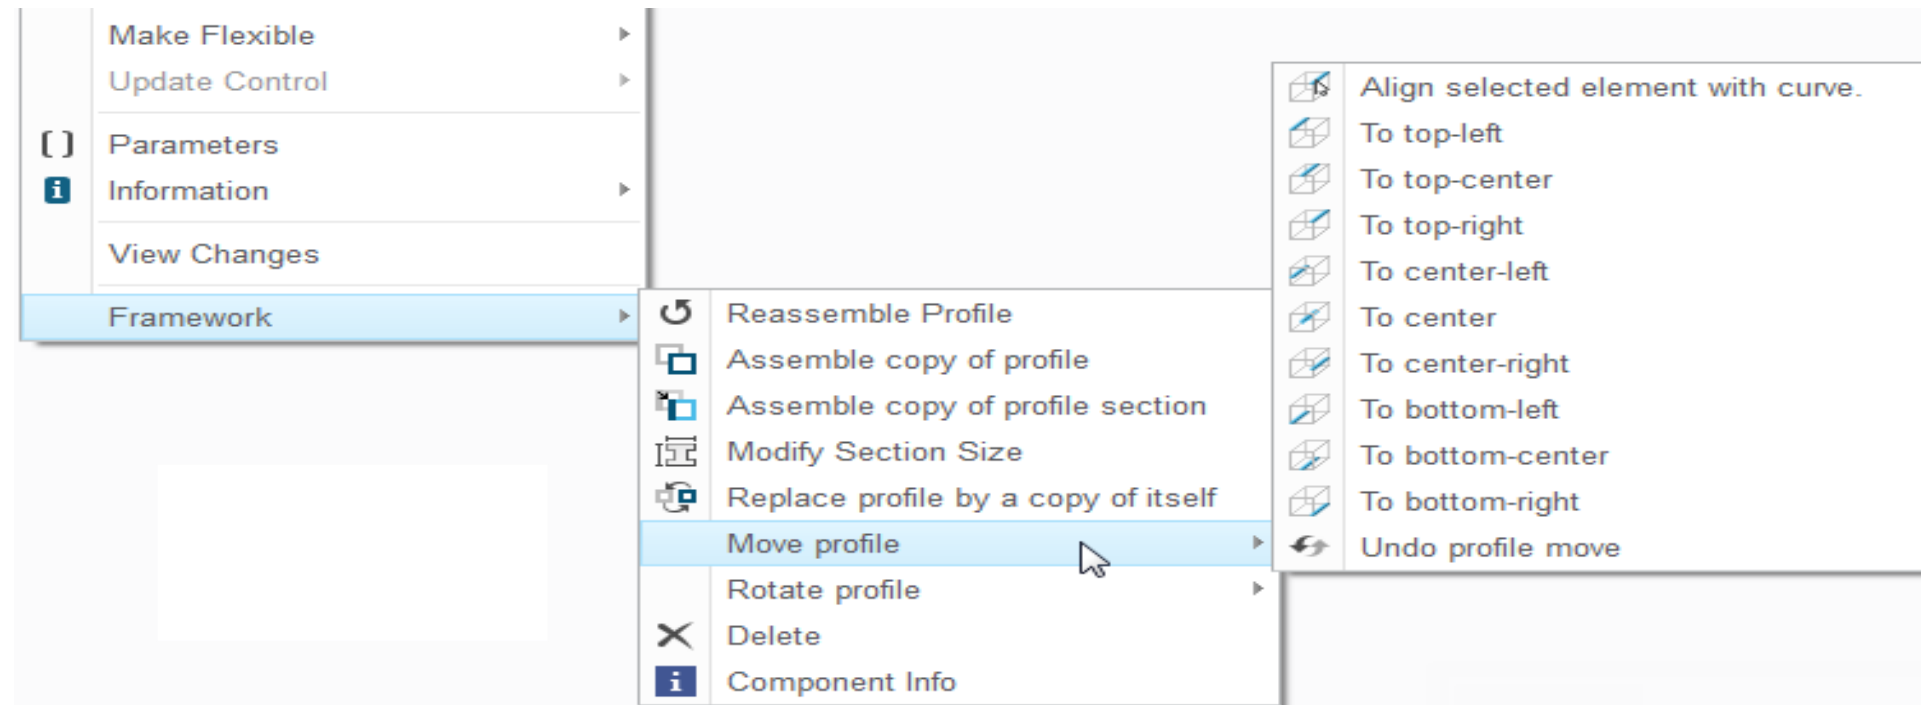 Make Flexible
Update Control
[ ] Parameters
i Information
View Changes
Framework
Reassemble Profile
Assemble copy of profile
Assemble copy of profile section
Modify Section Size
Replace profile by a copy of itself
Move profile
Rotate profile
Delete
i Component Info
Align selected element with curve.
To top-left
To top-center
To top-right
To center-left
To center
To center-right
To bottom-left
To bottom-center
To bottom-right
Undo profile move